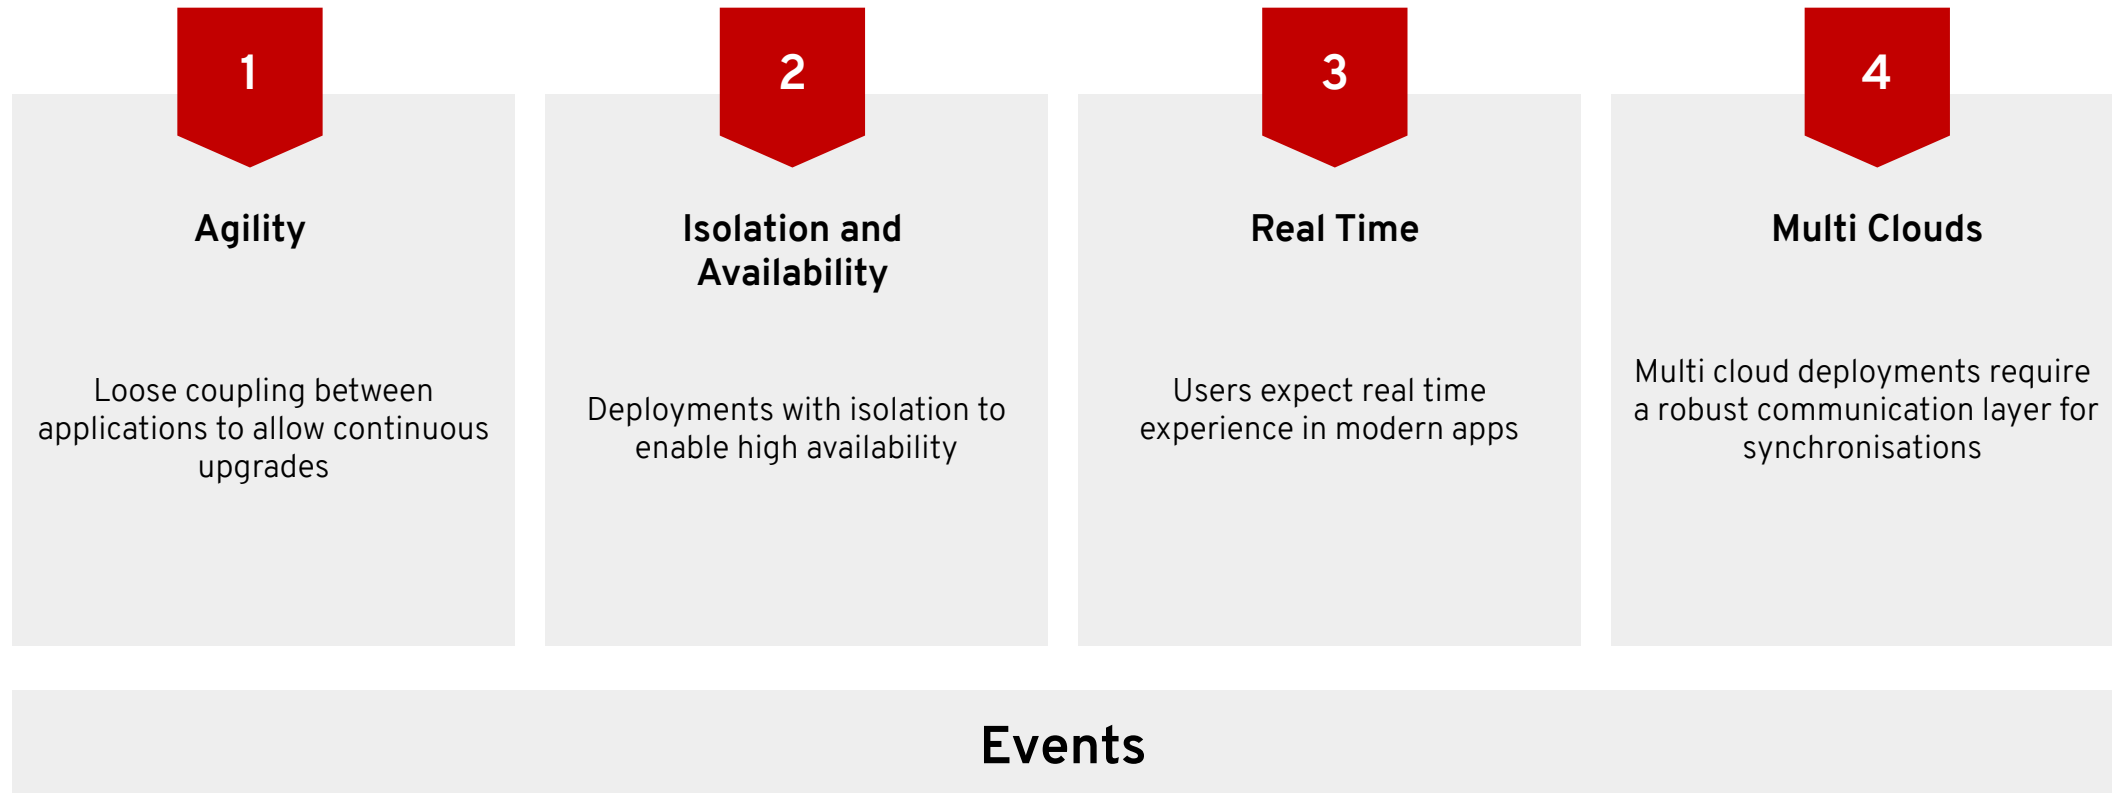 1
Agility
Loose coupling between
applications to allow continuous
upgrades
2
Isolation and
Availability
Deployments with isolation to
enable high availability
3
Real Time
Users expect real time
experience in modern apps
4
Multi Clouds
Multi cloud deployments require
a robust communication layer for
synchronisations
Events